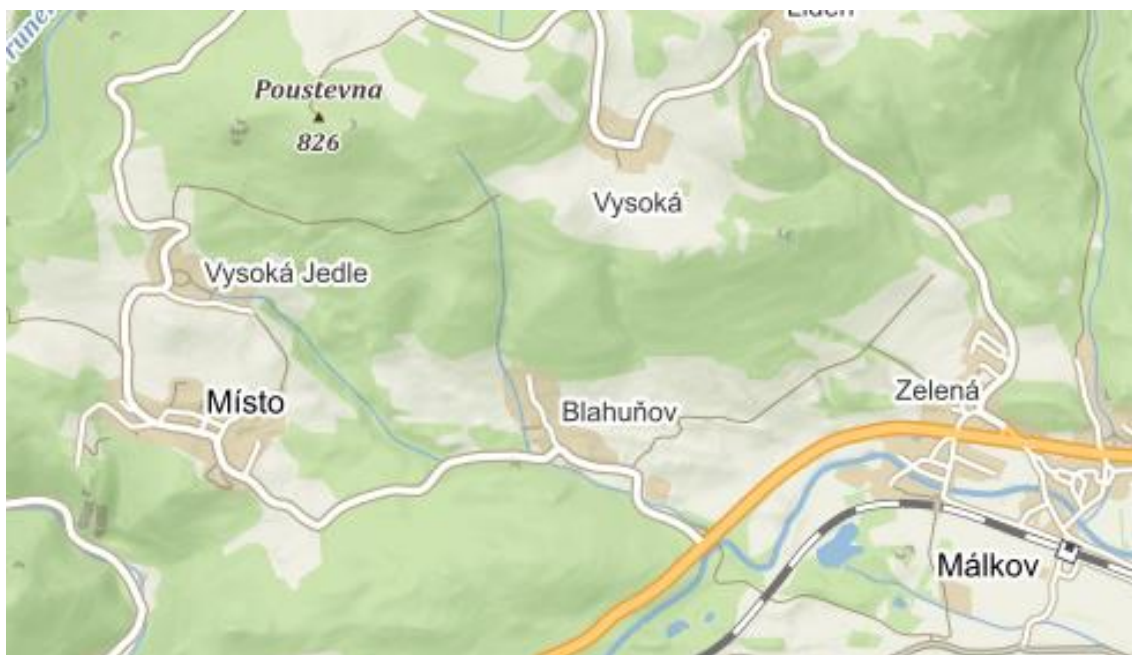 Poustevna
826
Vysoká
Vysoká Jedle
Místo
Blahuňov
Zelená
Málkov